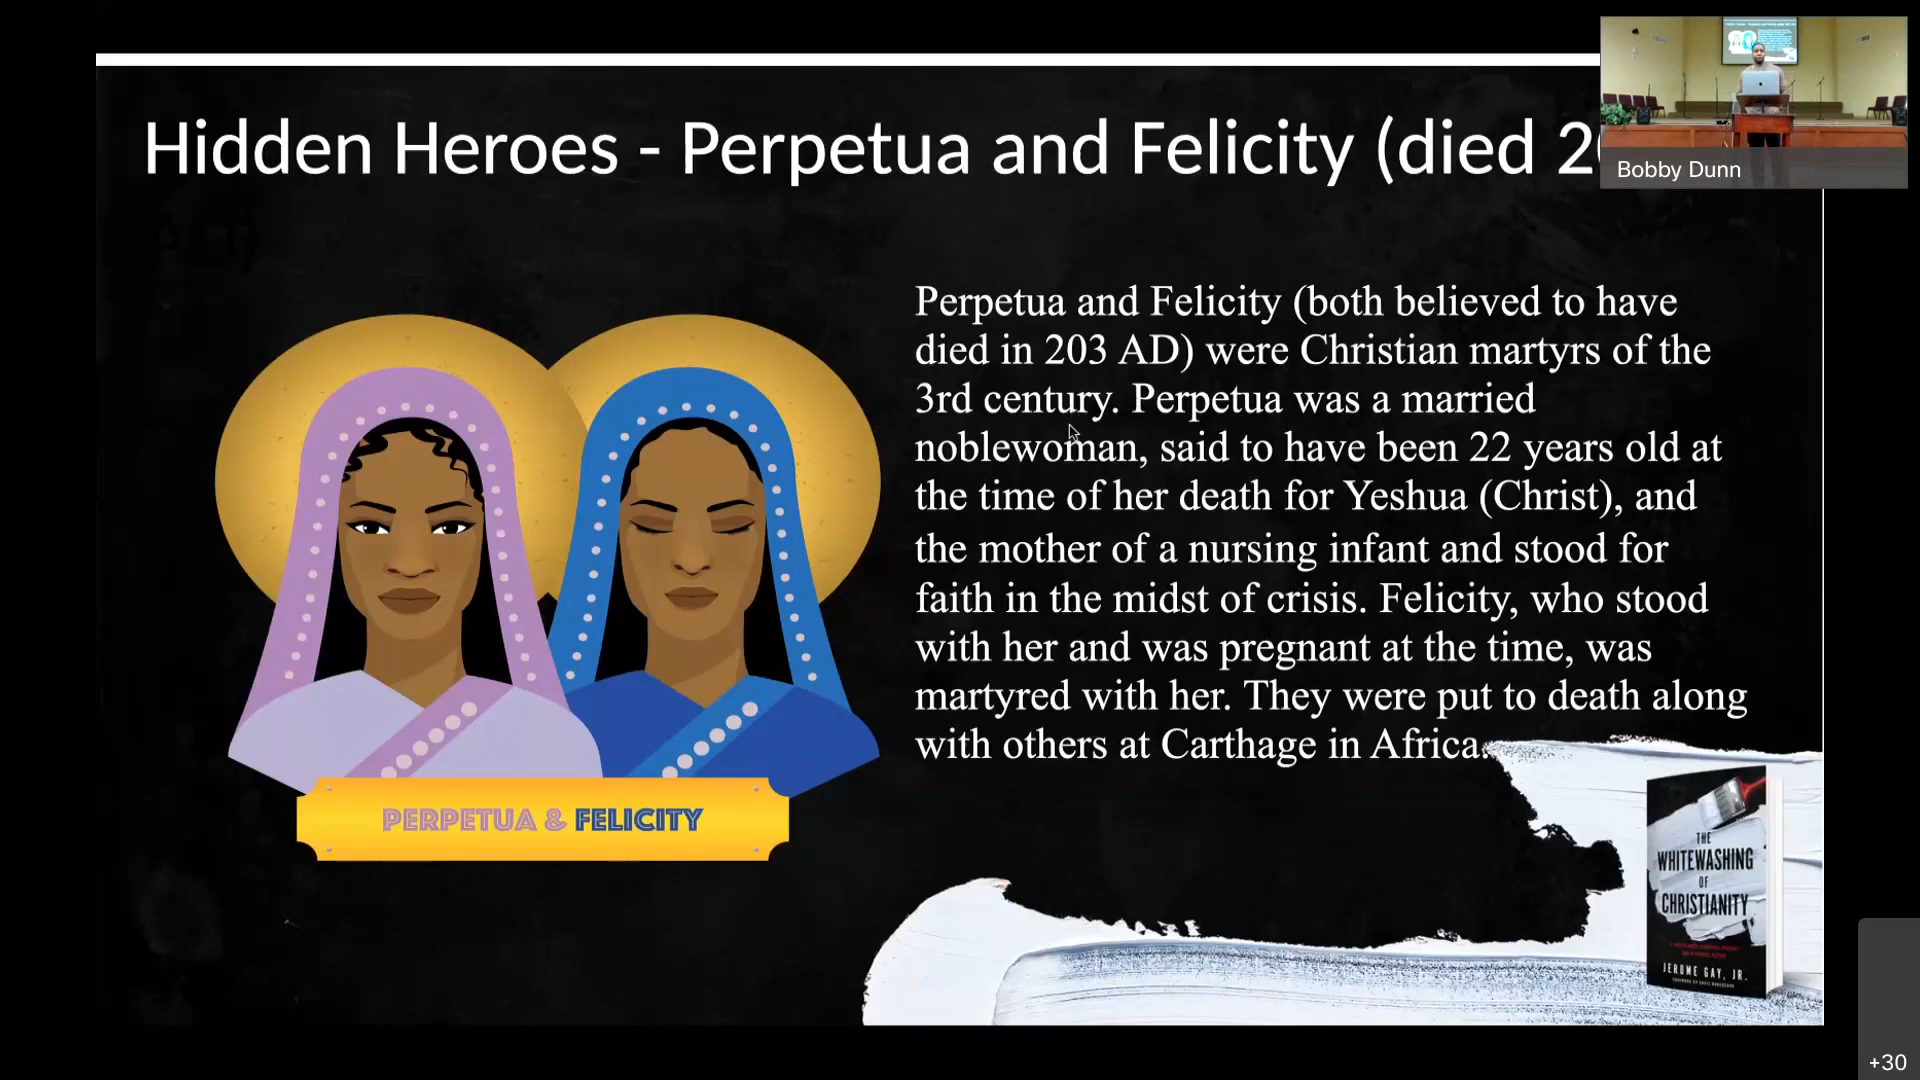 Hidden Heroes - Perpetua and Felicity (died 20
Bobby Dunn
Perpetua and Felicity (both believed to have
died in 203 AD) were Christian martyrs of the
3rd century. Perpetua was a married
noblewoman, said to have been 22 years old at
the time of her death for Yeshua (Christ), and
the mother of a nursing infant and stood for
faith in the midst of crisis. Felicity, who stood
with her and was pregnant at the time, was
martyred with her. They were put to death along
with others at Carthage in Africa.
PERPETUA & FELICITY
THE
WHITEWASHING
OF
CHRISTIANITY
JEROME GAY, JR.
+30